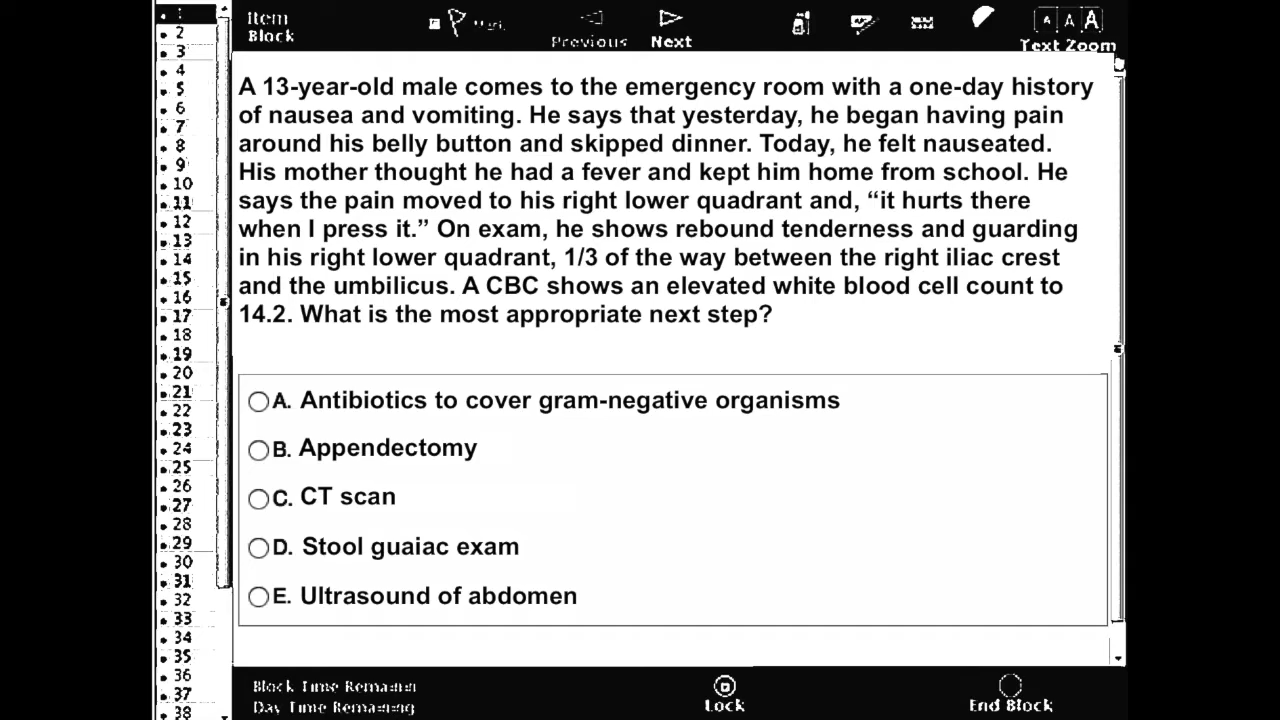 Item
Block
Mark
Previous
Next
Text Zoom
A A A
1
2
3
4
5
6
7
8
9
10
11
12
13
14
15
16
17
18
19
20
21
22
23
24
25
26
27
28
29
30
31
32
33
34
35
36
37
38
A 13-year-old male comes to the emergency room with a one-day history
of nausea and vomiting. He says that yesterday, he began having pain
around his belly button and skipped dinner. Today, he felt nauseated.
His mother thought he had a fever and kept him home from school. He
says the pain moved to his right lower quadrant and, “it hurts there
when I press it.” On exam, he shows rebound tenderness and guarding
in his right lower quadrant, 1/3 of the way between the right iliac crest
and the umbilicus. A CBC shows an elevated white blood cell count to
14.2. What is the most appropriate next step?
A. Antibiotics to cover gram-negative organisms
B. Appendectomy
C. CT scan
D. Stool guaiac exam
E. Ultrasound of abdomen
Block Time Remaining
Day Time Remaining
Lock
End Block